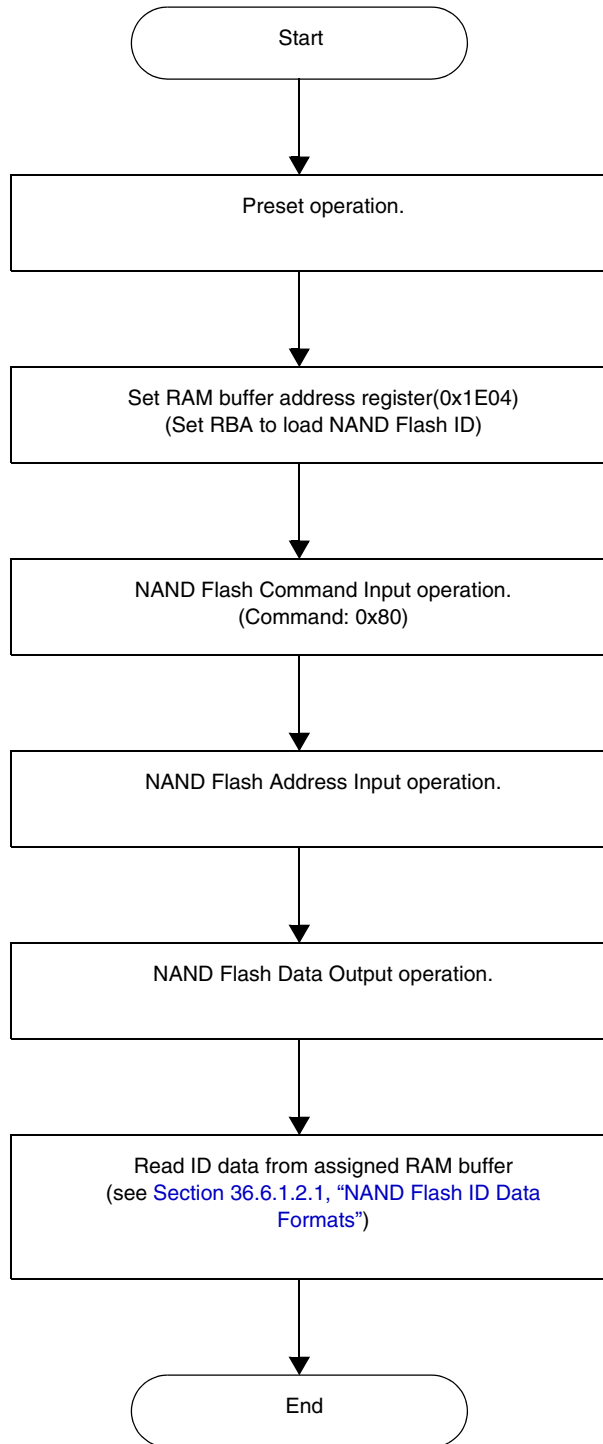 Start
Preset operation.
Set RAM buffer address register(0x1E04)
(Set RBA to load NAND Flash ID)
NAND Flash Command Input operation.
(Command: 0x80)
NAND Flash Address Input operation.
NAND Flash Data Output operation.
Read ID data from assigned RAM buffer
(see Section 36.6.1.2.1, “NAND Flash ID Data
Formats”)
End